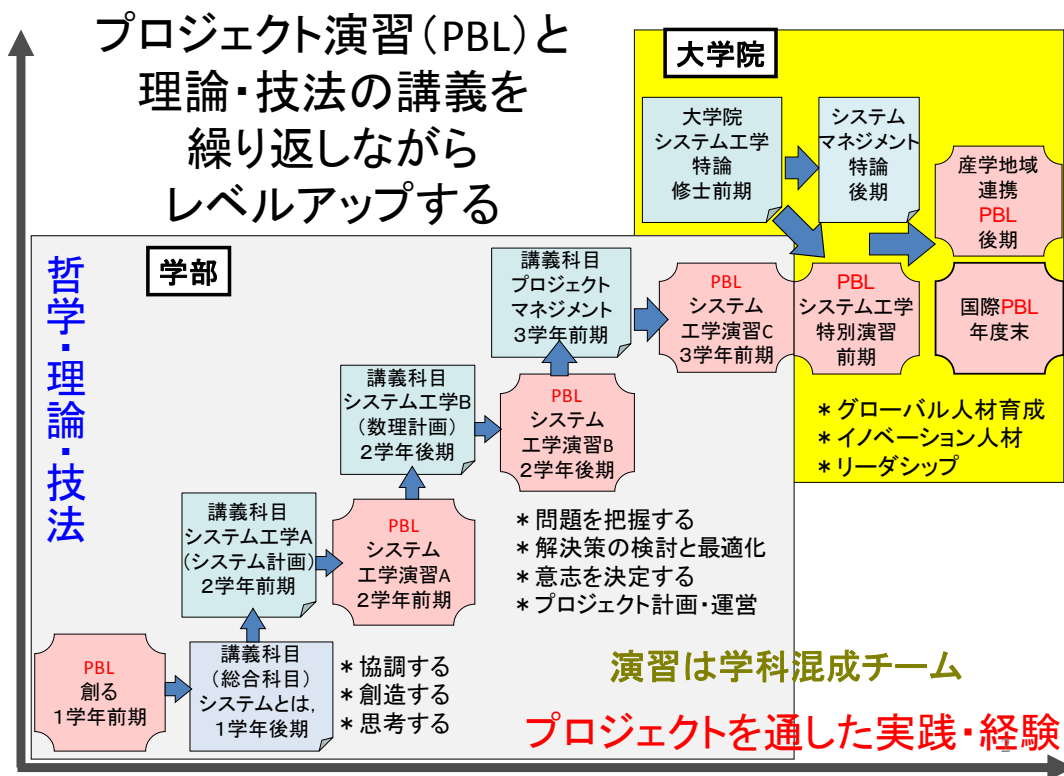 プロジェクト演習(PBL)と
理論・技法の講義を
繰り返しながら
レベルアップする
大学院
大学院
システム工学
特論
修士前期
システム
マネジメント
特論
後期
産学地域
連携
PBL
後期
哲学・理論・技法
学部
講義科目
プロジェクト
マネジメント
3学年前期
PBL
システム
工学演習C
3学年前期
PBL
システム工学
特別演習
前期
国際PBL
年度末
講義科目
システム工学B
(数理計画)
2学年後期
PBL
システム
工学演習B
2学年後期
*グローバル人材育成
*イノベーション人材
*リーダシップ
講義科目
システム工学A
(システム計画)
2学年前期
PBL
システム
工学演習A
2学年前期
*問題を把握する
*解決策の検討と最適化
*意志を決定する
*プロジェクト計画・運営
PBL
創る
1学年前期
講義科目
(総合科目)
システムとは,
1学年後期
*協調する
*創造する
*思考する
演習は学科混成チーム
プロジェクトを通した実践・経験